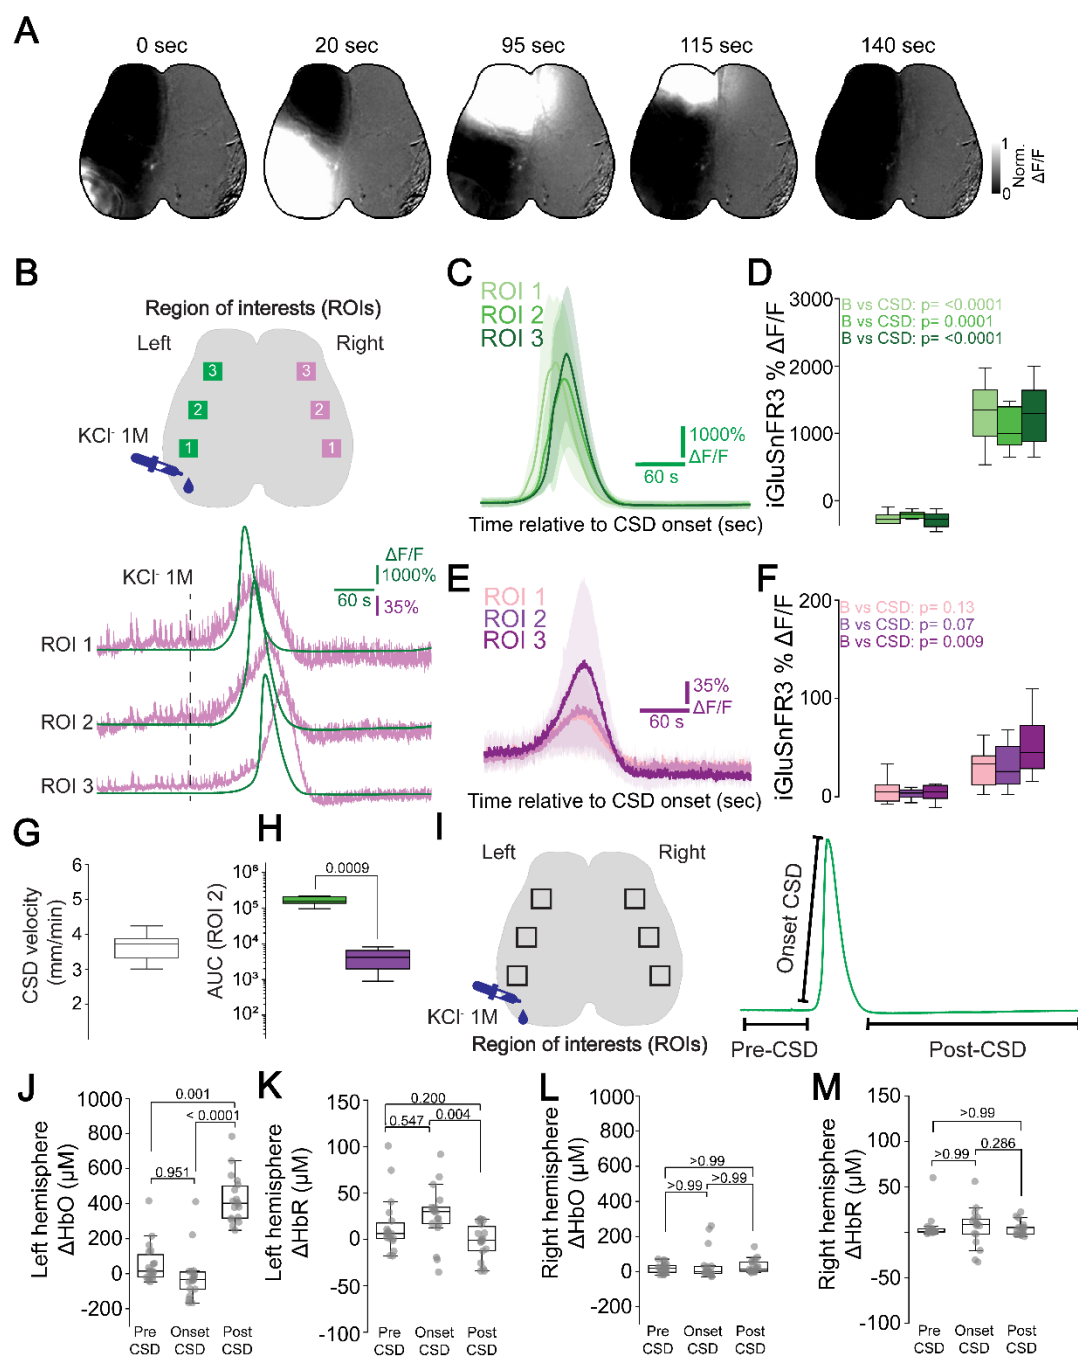 A
0 sec
20 sec
95 sec
115 sec
140 sec
1
0
Norm.
ΔF/F
B
Region of interests (ROIs)
Left
Right
3
3
2
2
1
1
KCl⁻ 1M
KCl⁻ 1M
ΔF/F
1000%
60 s
35%
ROI 1
ROI 2
ROI 3
C
ROI 1
ROI 2
ROI 3
1000%
ΔF/F
60 s
Time relative to CSD onset (sec)
D
iGluSnFR3 % ΔF/F
3000
2000
1000
0
B vs CSD: p= <0.0001
B vs CSD: p= 0.0001
B vs CSD: p= <0.0001
E
ROI 1
ROI 2
ROI 3
35%
ΔF/F
60 s
Time relative to CSD onset (sec)
F
iGluSnFR3 % ΔF/F
200
100
0
B vs CSD: p= 0.13
B vs CSD: p= 0.07
B vs CSD: p= 0.009
G
CSD velocity
(mm/min)
6
5
4
3
2
H
AUC (ROI 2)
10⁶
10⁵
10⁴
10³
10²
0.0009
I
Left
Right
KCl⁻ 1M
Region of interests (ROIs)
Onset CSD
Pre-CSD
Post-CSD
J
Left hemisphere
ΔHbO (µM)
1000
800
600
400
200
0
-200
0.001
< 0.0001
0.951
Pre
CSD
Onset
CSD
Post
CSD
K
Left hemisphere
ΔHbR (µM)
150
100
50
0
-50
-100
0.200
0.547
0.004
Pre
CSD
Onset
CSD
Post
CSD
L
Right hemisphere
ΔHbO (µM)
1000
800
600
400
200
0
-200
>0.99
>0.99
>0.99
Pre
CSD
Onset
CSD
Post
CSD
M
Right hemisphere
ΔHbR (µM)
150
100
50
0
-50
-100
>0.99
>0.99
0.286
Pre
CSD
Onset
CSD
Post
CSD